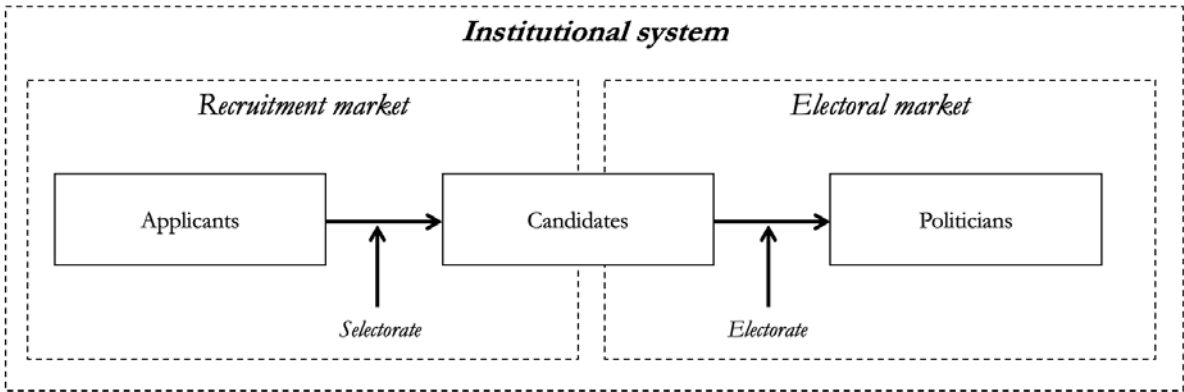 Institutional system
Recruitment market
Electoral market
Applicants
Candidates
Politicians
Selectorate
Electorate